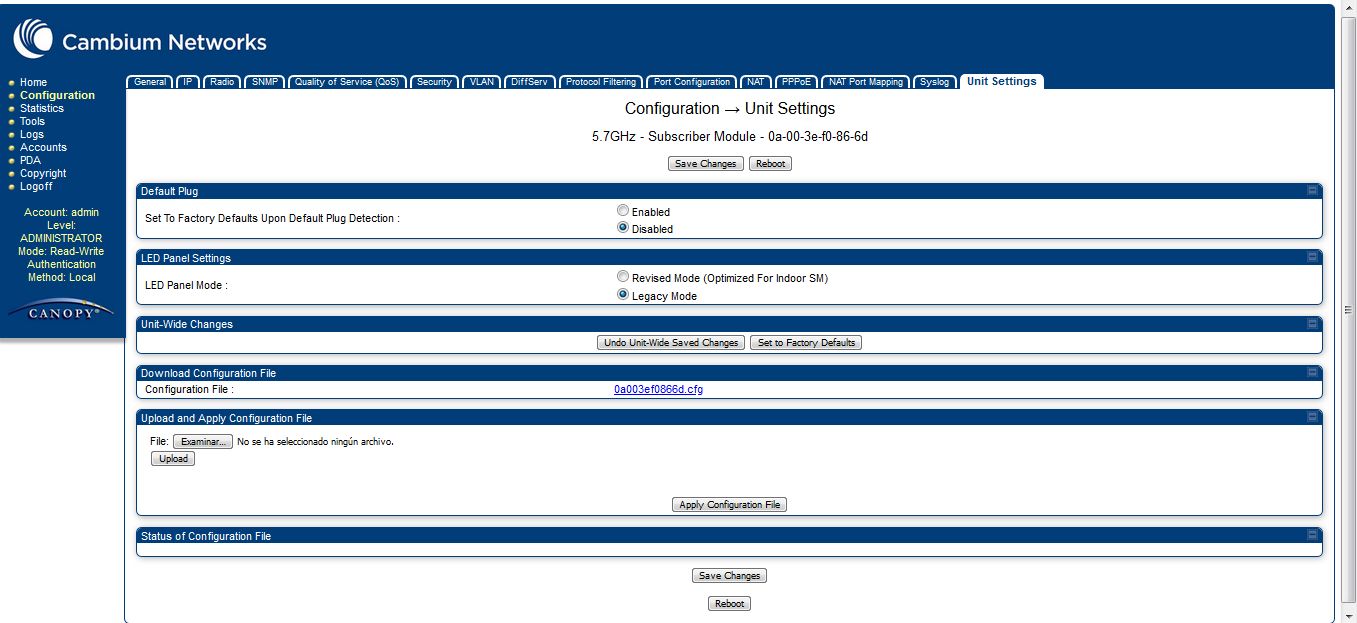 Cambium Networks
Home
Configuration
Statistics
Tools
Logs
Accounts
PDA
Copyright
Logoff
Account: admin
Level:
ADMINISTRATOR
Mode: Read-Write
Authentication
Method: Local
CANOPY
General IP Radio SNMP Quality of Service (QoS) Security VLAN DiffServ Protocol Filtering Port Configuration NAT PPPoE NAT Port Mapping Syslog Unit Settings
Configuration → Unit Settings
5.7GHz - Subscriber Module - 0a-00-3e-f0-86-6d
Save Changes Reboot
Default Plug
Set To Factory Defaults Upon Default Plug Detection :
Enabled
Disabled
LED Panel Settings
LED Panel Mode :
Revised Mode (Optimized For Indoor SM)
Legacy Mode
Unit-Wide Changes
Undo Unit-Wide Saved Changes Set to Factory Defaults
Download Configuration File
Configuration File : 0a003ef0866d.cfg
Upload and Apply Configuration File
File: Examinar... No se ha seleccionado ningún archivo.
Upload
Apply Configuration File
Status of Configuration File
Save Changes
Reboot